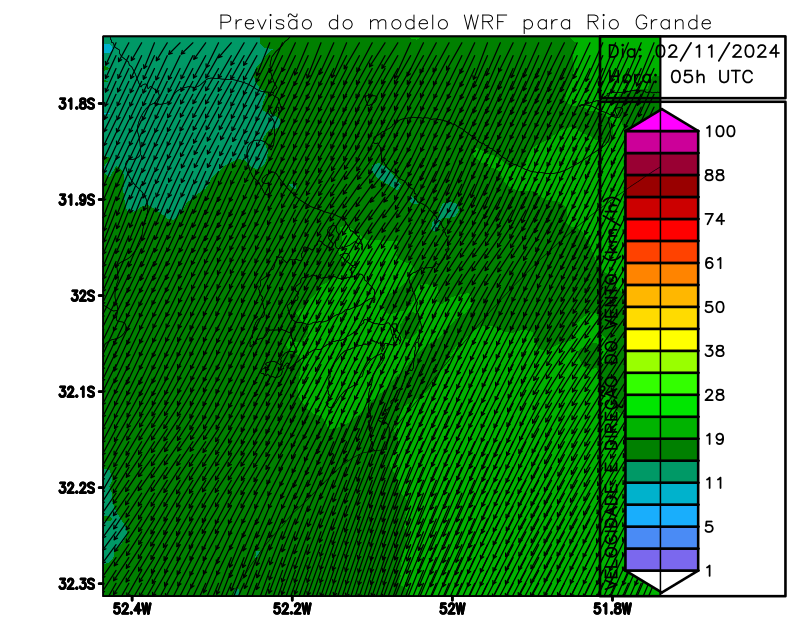 Previsão do modelo WRF para Rio Grande
Dia: 02/11/2024
Hora: 05h UTC
31.8S
31.9S
32S
32.1S
32.2S
32.3S
52.4W
52.2W
52W
51.8W
VELOCIDADE E DIREÇÃO DO VENTO (km/h)
100
88
74
61
50
38
28
19
11
5
1